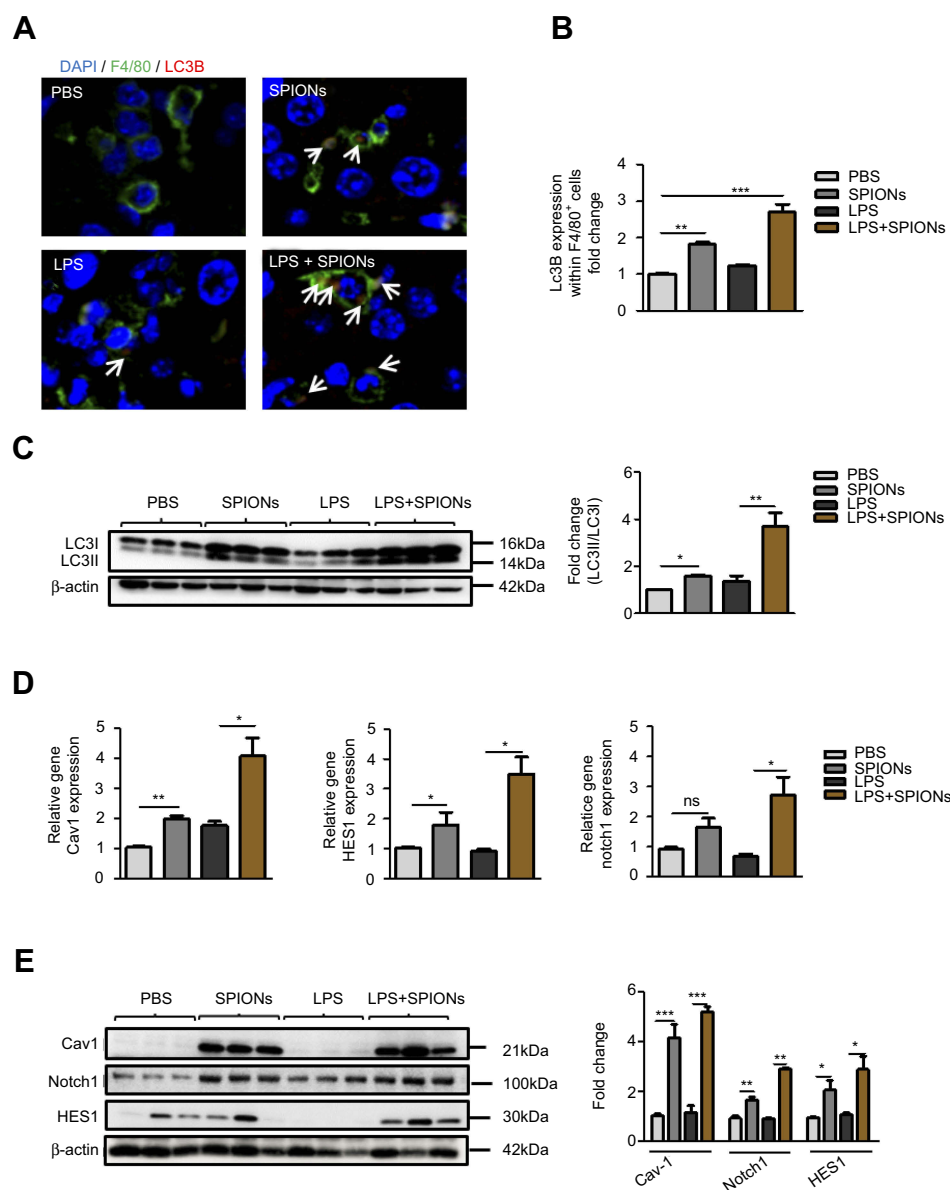 A
DAPI / F4/80 / LC3B
PBS
SPIONs
LPS
LPS + SPIONs
B
Lc3B expression
within F4/80+ cells
fold change
4
3
2
1
0
**
***
PBS
SPIONs
LPS
LPS+SPIONs
C
PBS
SPIONs
LPS
LPS+SPIONs
LC3I
LC3II
β-actin
16kDa
14kDa
42kDa
Fold change
(LC3II/LC3I)
6
4
2
0
*
**
PBS
SPIONs
LPS
LPS+SPIONs
D
Relative gene
Cav1 expression
5
4
3
2
1
0
**
*
Relative gene
HES1 expression
5
4
3
2
1
0
*
*
Relatice gene
notch1 expression
5
4
3
2
1
0
ns
*
PBS
SPIONs
LPS
LPS+SPIONs
E
PBS
SPIONs
LPS
LPS+SPIONs
Cav1
Notch1
HES1
β-actin
21kDa
100kDa
30kDa
42kDa
Fold change
6
4
2
0
***
***
**
**
*
*
Cav-1
Notch1
HES1